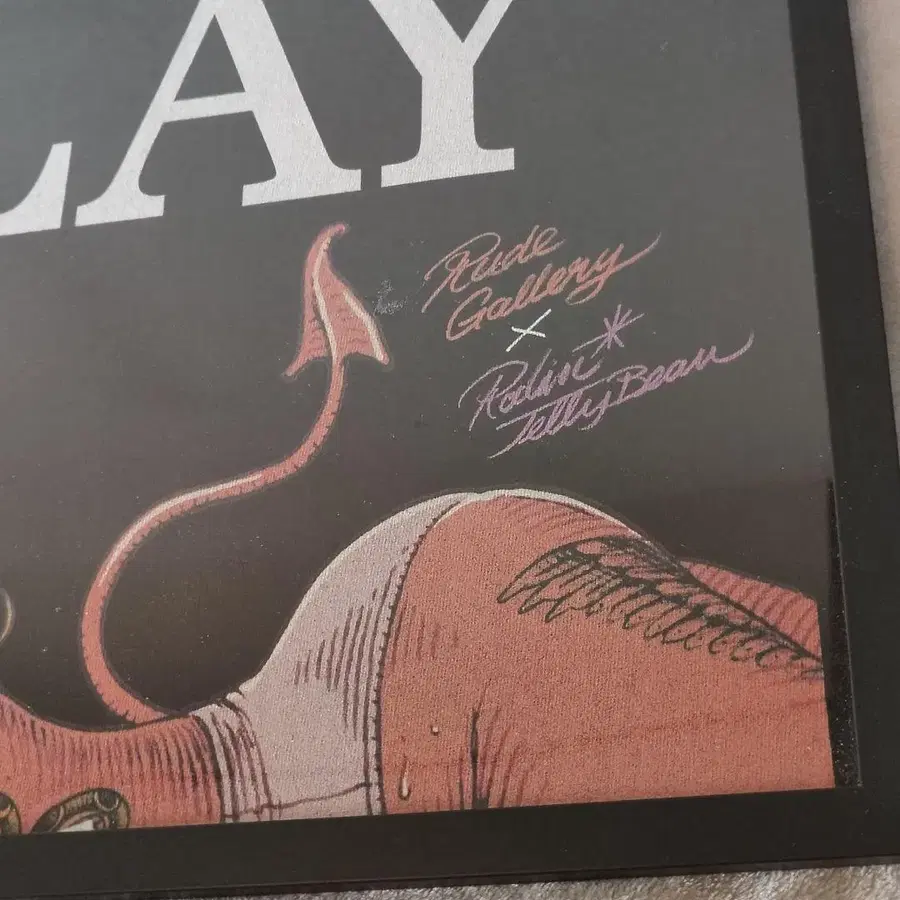 LAY
Rude
Gallery
×
Rodin*
Jelly Bean